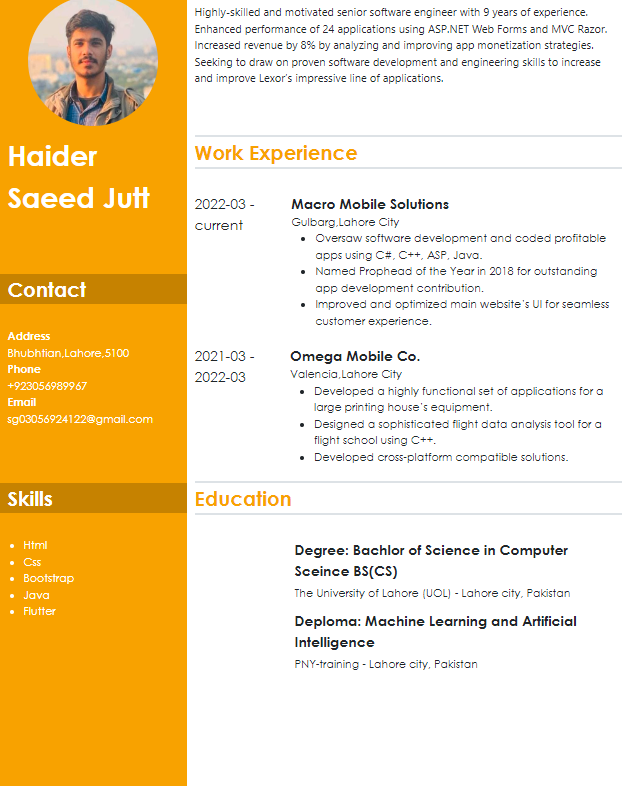 Haider
Saeed Jutt
Contact
Address
Bhubhtian,Lahore,5100
Phone
+923056989967
Email
sg03056924122@gmail.com
Skills
Html
Css
Bootstrap
Java
Flutter
Highly-skilled and motivated senior software engineer with 9 years of experience.
Enhanced performance of 24 applications using ASP.NET Web Forms and MVC Razor.
Increased revenue by 8% by analyzing and improving app monetization strategies.
Seeking to draw on proven software development and engineering skills to increase
and improve Lexor's impressive line of applications.
Work Experience
2022-03 -
current
Macro Mobile Solutions
Gulbarg,Lahore City
Oversaw software development and coded profitable
apps using C#, C++, ASP, Java.
Named Prophead of the Year in 2018 for outstanding
app development contribution.
Improved and optimized main website's UI for seamless
customer experience.
2021-03 -
2022-03
Omega Mobile Co.
Valencia,Lahore City
Developed a highly functional set of applications for a
large printing house's equipment.
Designed a sophisticated flight data analysis tool for a
flight school using C++.
Developed cross-platform compatible solutions.
Education
Degree: Bachlor of Science in Computer
Sceince BS(CS)
The University of Lahore (UOL) - Lahore city, Pakistan
Deploma: Machine Learning and Artificial
Intelligence
PNY-training - Lahore city, Pakistan